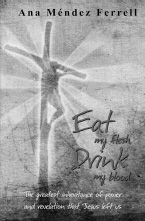 Ana Méndez Ferrell
Eat
my flesh
Drink
my blood
The greatest inheritance of power
and revelation that Jesus left us